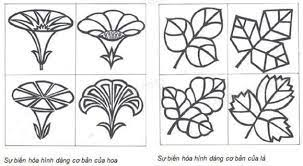 Sự biến hóa hình dáng cơ bản của hoa
Sự biến hóa hình dáng cơ bản của lá